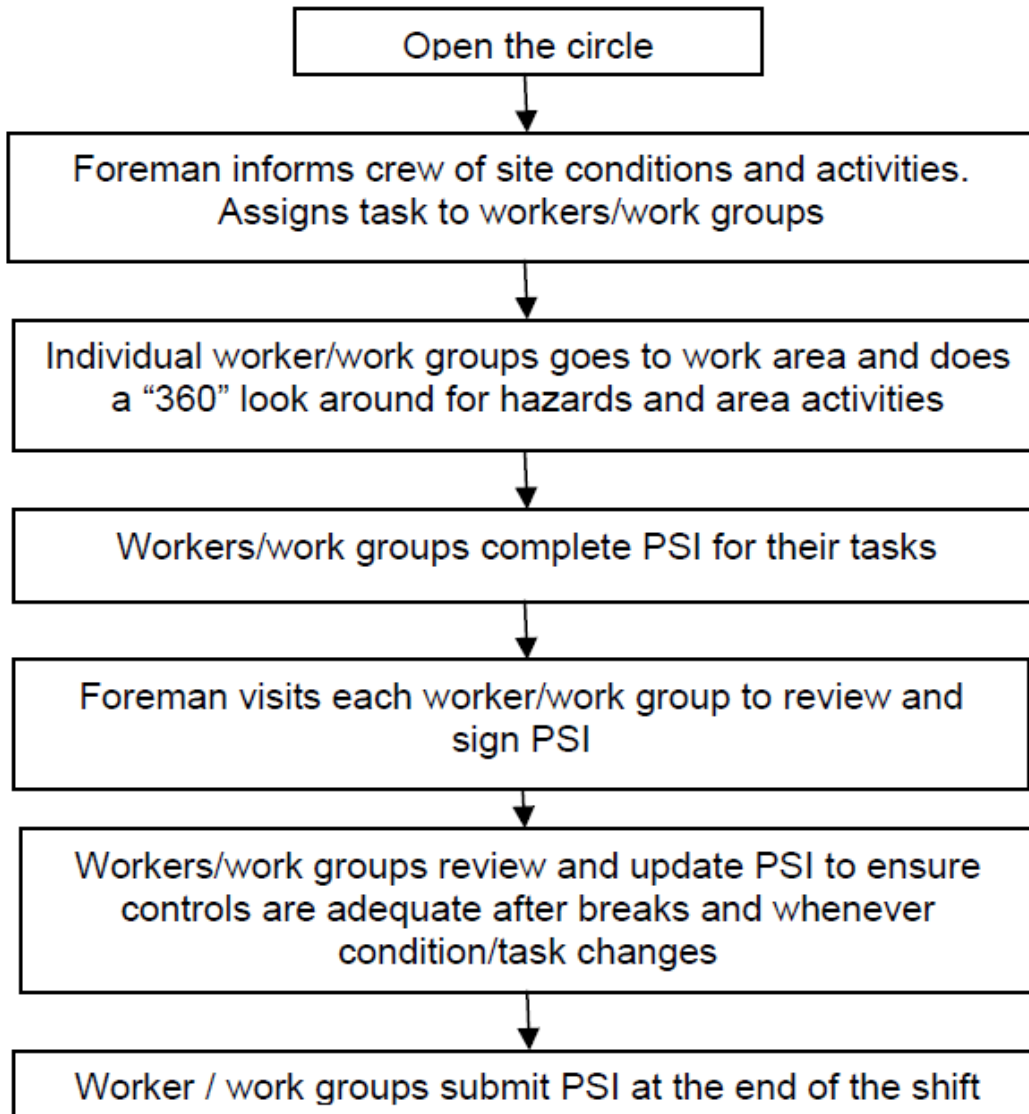 Open the circle
Foreman informs crew of site conditions and activities.
Assigns task to workers/work groups
Individual worker/work groups goes to work area and does
a “360” look around for hazards and area activities
Workers/work groups complete PSI for their tasks
Foreman visits each worker/work group to review and
sign PSI
Workers/work groups review and update PSI to ensure
controls are adequate after breaks and whenever
condition/task changes
Worker / work groups submit PSI at the end of the shift